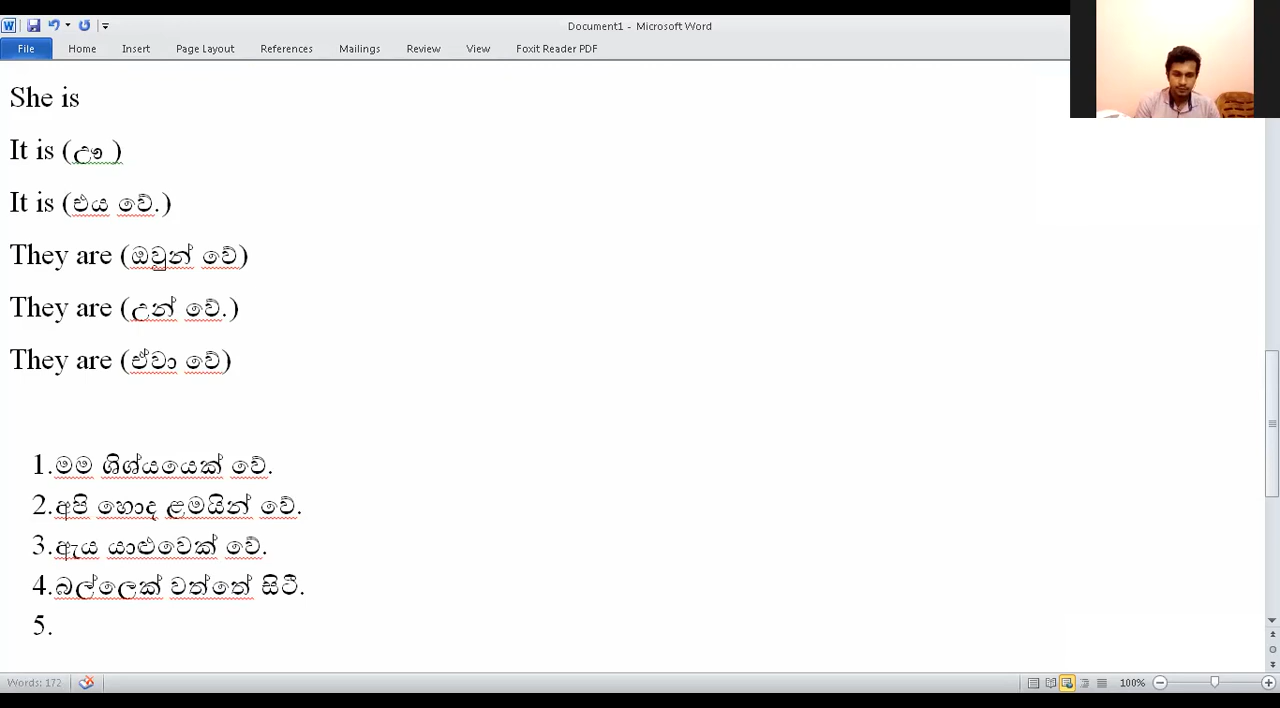 Document1 - Microsoft Word
File Home Insert Page Layout References Mailings Review View Foxit Reader PDF
She is
It is (ඌ )
It is (එය වේ.)
They are (ඔවුන් වේ)
They are (උන් වේ.)
They are (ඒවා වේ)
1.මම ශිශ්යයෙක් වේ.
2.අපි හොද ළමයින් වේ.
3.ඇය යාළුවෙක් වේ.
4.බල්ලෙක් වත්තේ සිටී.
5.
Words: 172 100%